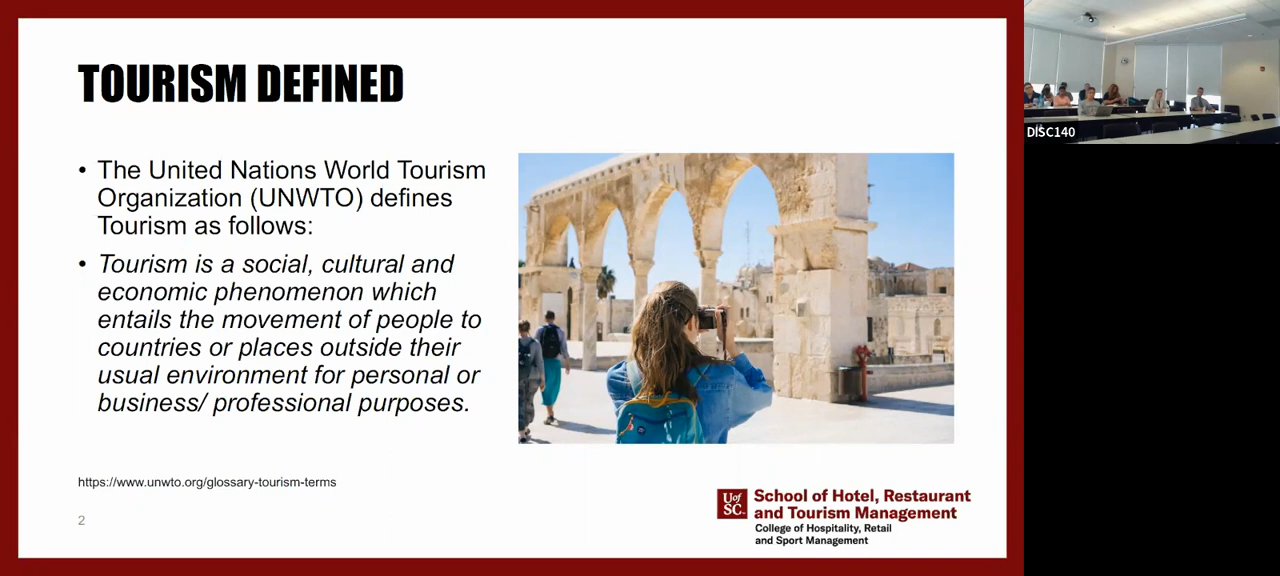 TOURISM DEFINED
• The United Nations World Tourism
Organization (UNWTO) defines
Tourism as follows:
• Tourism is a social, cultural and
economic phenomenon which
entails the movement of people to
countries or places outside their
usual environment for personal or
business/ professional purposes.
https://www.unwto.org/glossary-tourism-terms
2
UofSC
School of Hotel, Restaurant
and Tourism Management
College of Hospitality, Retail
and Sport Management
DISC140